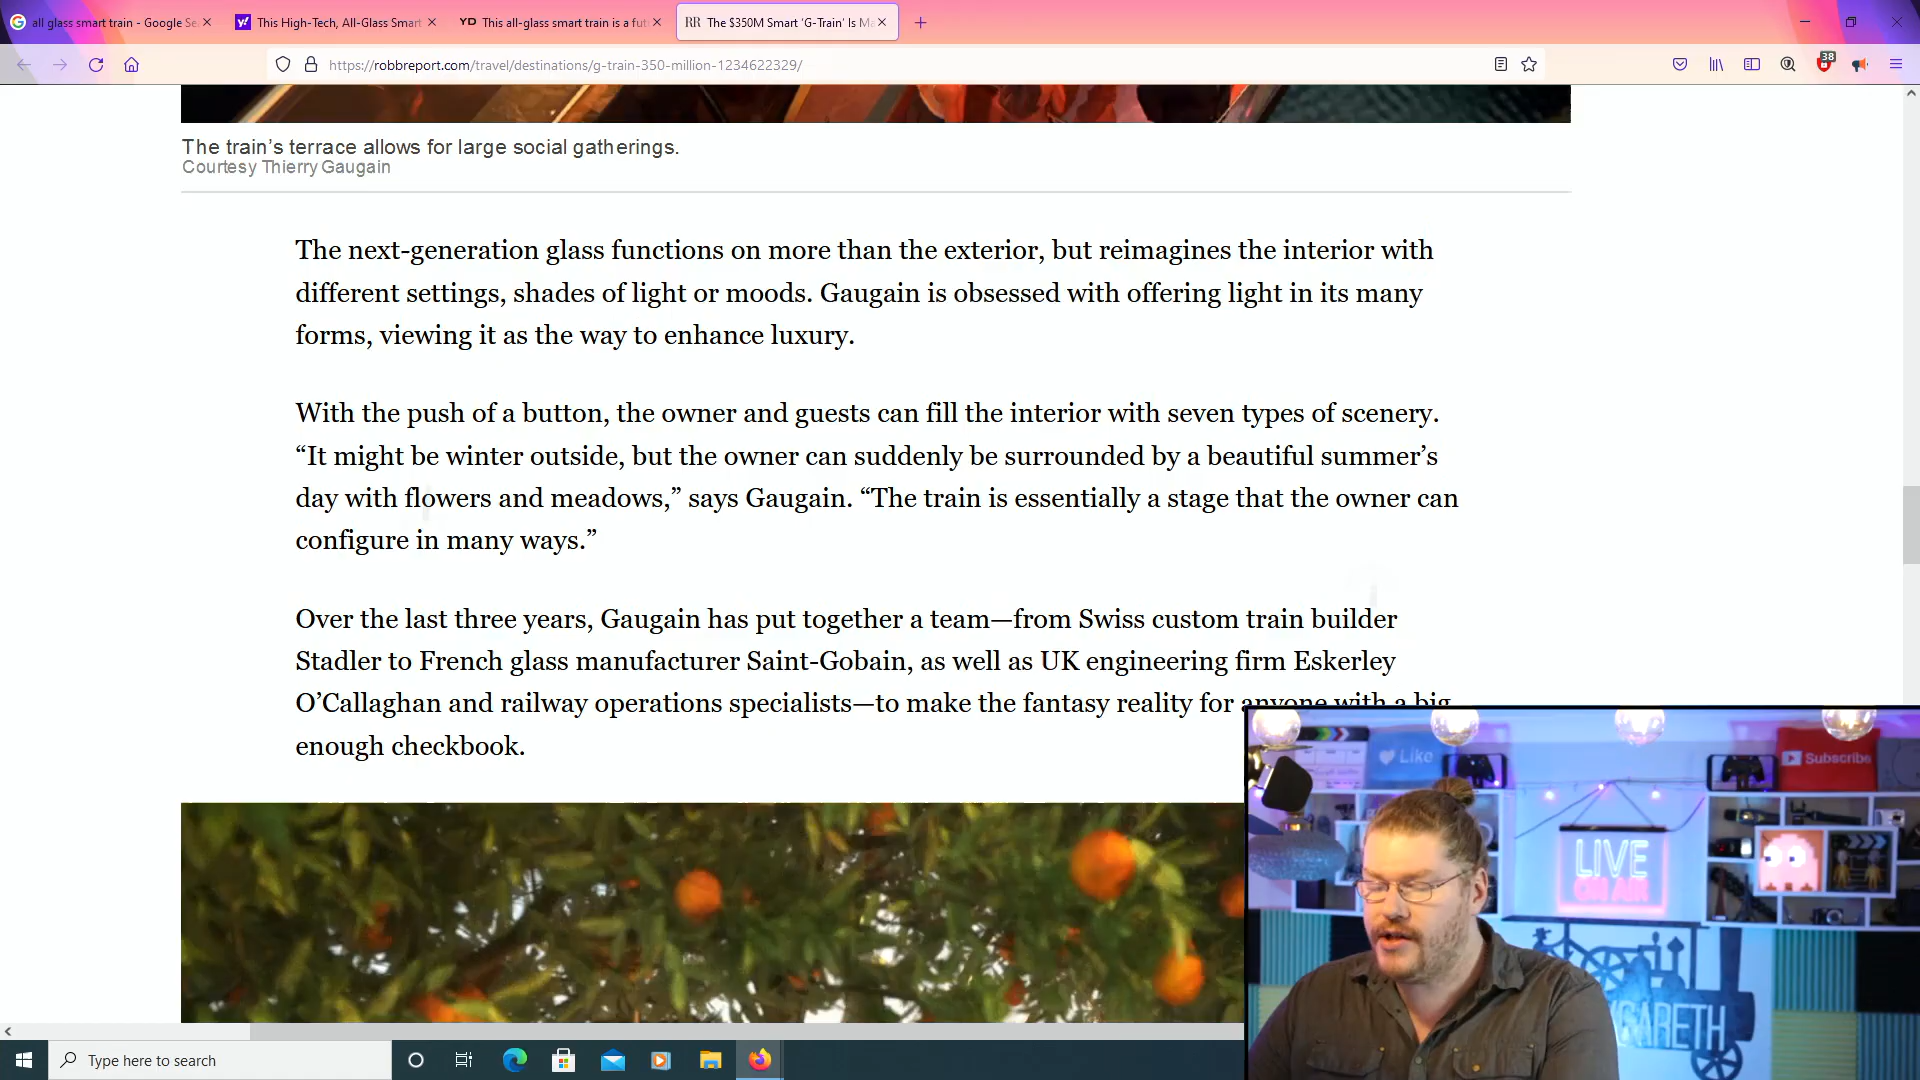 all glass smart train - Google Se
This High-Tech, All-Glass Smart
YD This all-glass smart train is a fut
RR The $350M Smart ‘G-Train’ Is Ma
https://robbreport.com/travel/destinations/g-train-350-million-1234622329/
38
The train’s terrace allows for large social gatherings.
Courtesy Thierry Gaugain
The next-generation glass functions on more than the exterior, but reimagines the interior with
different settings, shades of light or moods. Gaugain is obsessed with offering light in its many
forms, viewing it as the way to enhance luxury.
With the push of a button, the owner and guests can fill the interior with seven types of scenery.
“It might be winter outside, but the owner can suddenly be surrounded by a beautiful summer’s
day with flowers and meadows,” says Gaugain. “The train is essentially a stage that the owner can
configure in many ways.”
Over the last three years, Gaugain has put together a team—from Swiss custom train builder
Stadler to French glass manufacturer Saint-Gobain, as well as UK engineering firm Eskerley
O’Callaghan and railway operations specialists—to make the fantasy reality for anyone with a big
enough checkbook.
Like
Subscribe
LIVE
ON AIR
GARETH
Type here to search